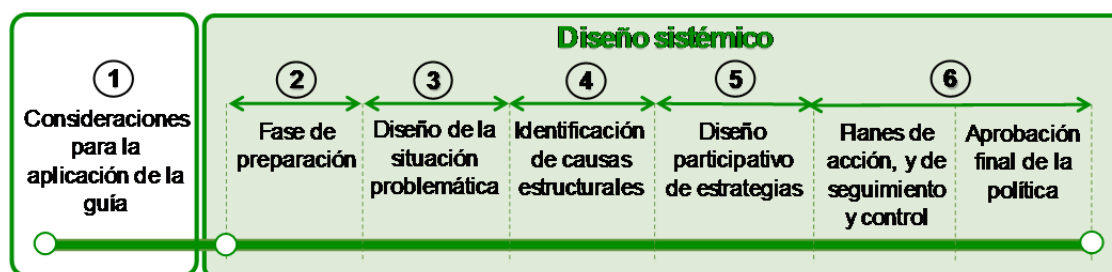 Diseño sistémico
1
Consideraciones
para la
aplicación de la
guía
2
Fase de
preparación
3
Diseño de la
situación
problemática
4
Identificación
de causas
estructurales
5
Diseño
participativo
de estrategias
6
Planes de
acción, y de
seguimiento
y control
Aprobación
final de la
política